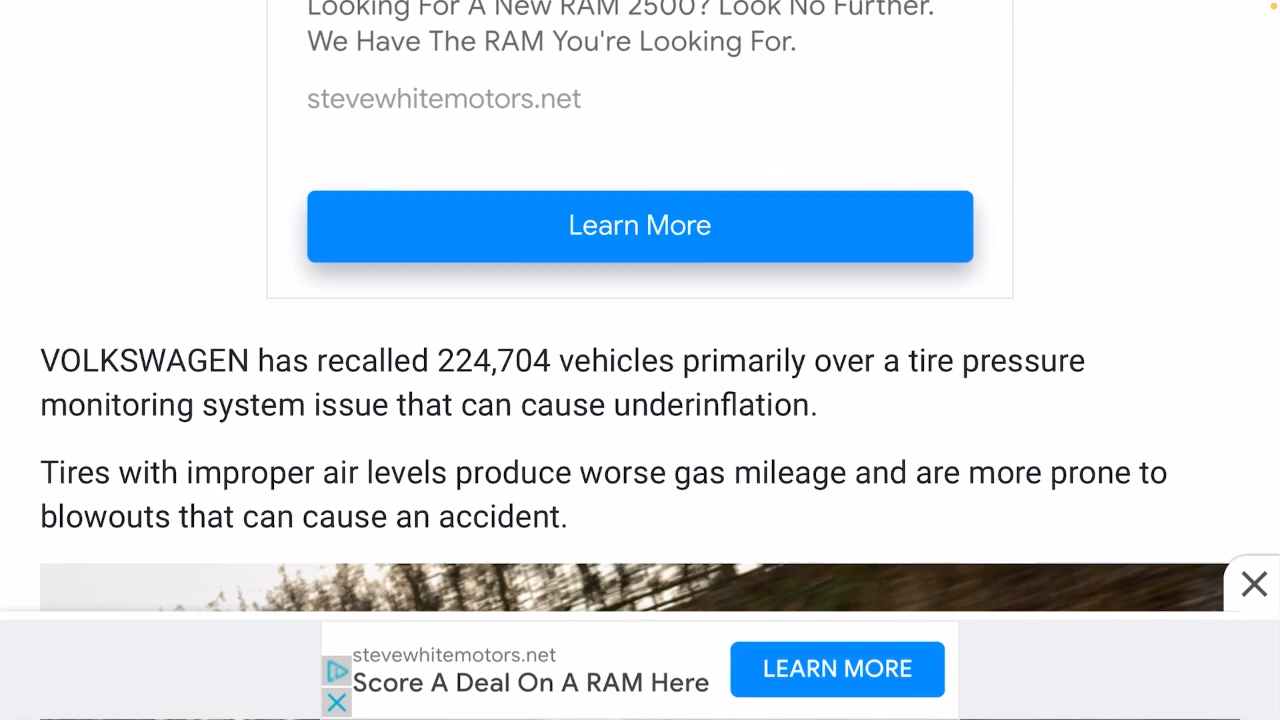 Looking For A New RAM 2500? Look No Further.
We Have The RAM You're Looking For.
stevewhitemotors.net
Learn More
VOLKSWAGEN has recalled 224,704 vehicles primarily over a tire pressure
monitoring system issue that can cause underinflation.
Tires with improper air levels produce worse gas mileage and are more prone to
blowouts that can cause an accident.
stevewhitemotors.net
Score A Deal On A RAM Here
LEARN MORE